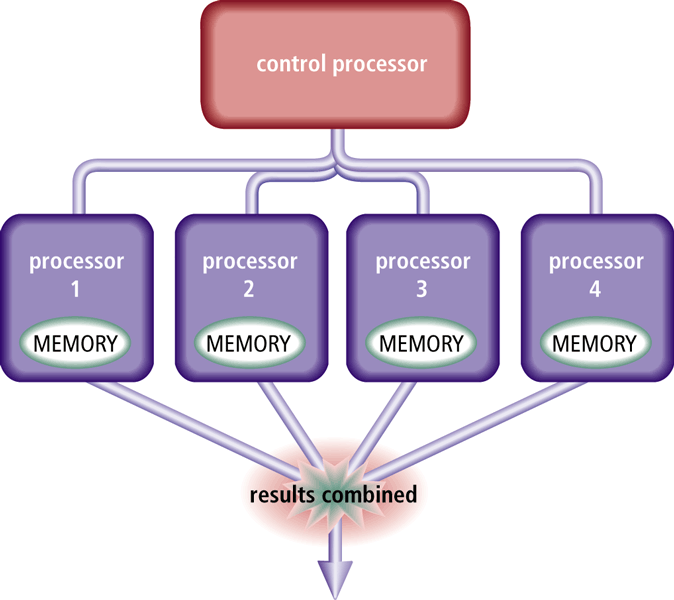 control processor
processor
1
processor
2
processor
3
processor
4
MEMORY
MEMORY
MEMORY
MEMORY
results combined